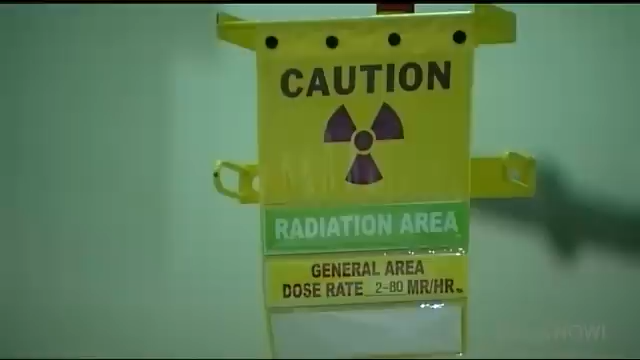 CAUTION
RADIATION AREA
GENERAL AREA
DOSE RATE 2-80 MR/HR.